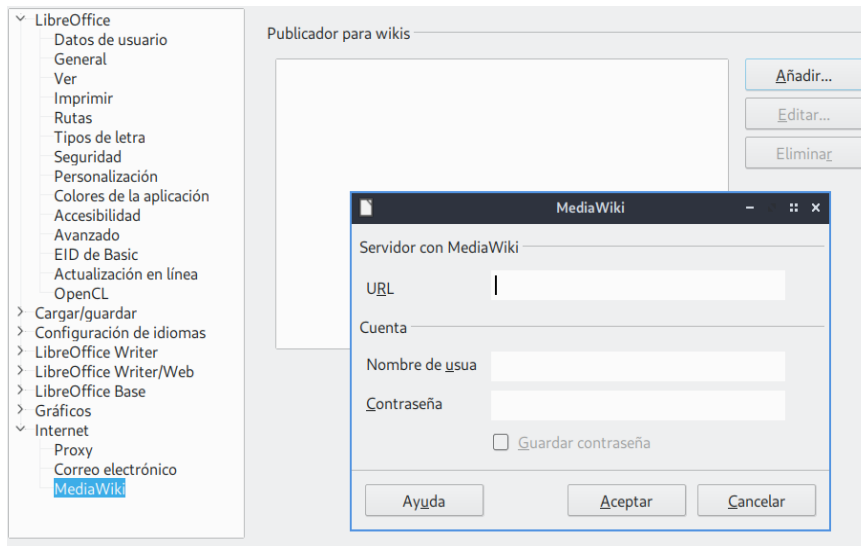 LibreOffice
Datos de usuario
General
Ver
Imprimir
Rutas
Tipos de letra
Seguridad
Personalización
Colores de la aplicación
Accesibilidad
Avanzado
EID de Basic
Actualización en línea
OpenCL
Cargar/guardar
Configuración de idiomas
LibreOffice Writer
LibreOffice Writer/Web
LibreOffice Base
Gráficos
Internet
Proxy
Correo electrónico
MediaWiki
Publicador para wikis
Añadir...
Editar...
Eliminar
MediaWiki
Servidor con MediaWiki
URL
Cuenta
Nombre de usua
Contraseña
Guardar contraseña
Ayuda
Aceptar
Cancelar